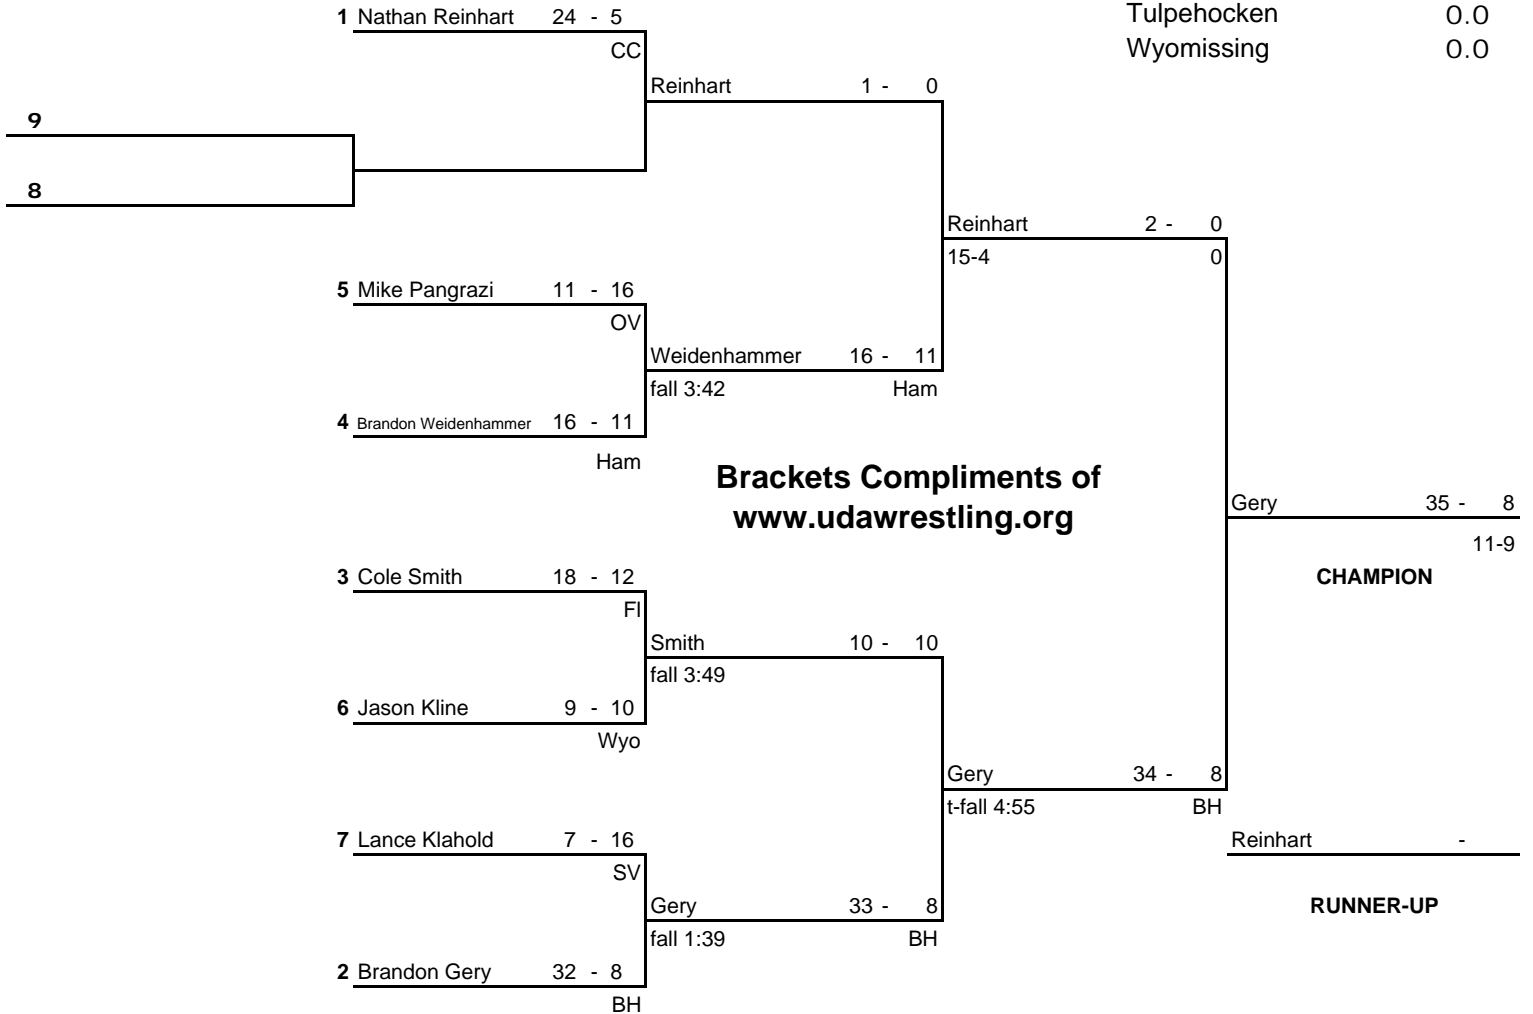 1 Nathan Reinhart 24 - 5
Tulpehocken 0.0
CC
Wyomissing 0.0
Reinhart 1 - 0
9
8
Reinhart 2 - 0
15-4 0
5 Mike Pangrazi 11 - 16
OV
Weidenhammer 16 - 11
fall 3:42 Ham
4 Brandon Weidenhammer 16 - 11
Ham
Brackets Compliments of
www.udawrestling.org
Gery 35 - 8
11-9
CHAMPION
3 Cole Smith 18 - 12
Fl
Smith 10 - 10
fall 3:49
6 Jason Kline 9 - 10
Wyo
Gery 34 - 8
t-fall 4:55 BH
7 Lance Klahold 7 - 16
SV
Reinhart -
RUNNER-UP
Gery 33 - 8
fall 1:39 BH
2 Brandon Gery 32 - 8
BH